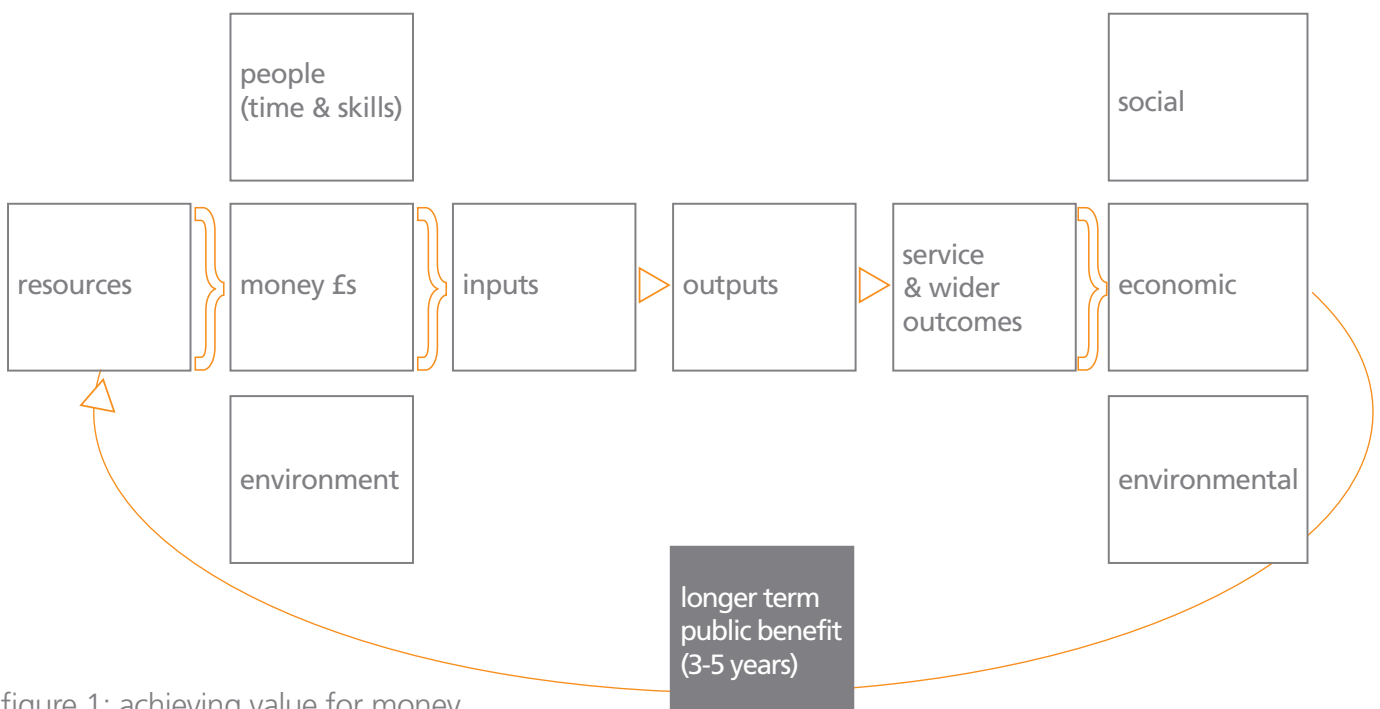 people
(time & skills)
social
resources
money £s
inputs
outputs
service
& wider
outcomes
economic
environment
environmental
longer term
public benefit
(3-5 years)
figure 1: achieving value for money